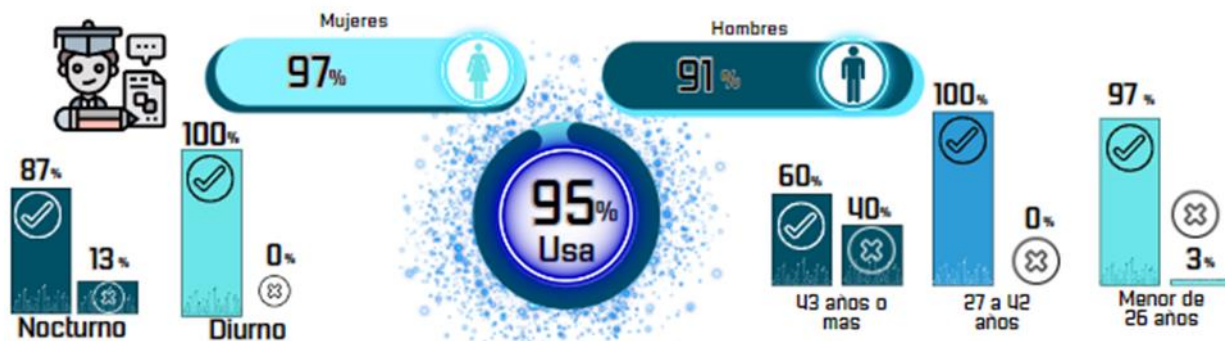 Mujeres
97%
Hombres
91 %
87%
13 %
Nocturno
100%
0 %
Diurno
95%
Usa
60%
40%
43 años o
mas
100%
0 %
27 a 42
años
97 %
3 %
Menor de
26 años